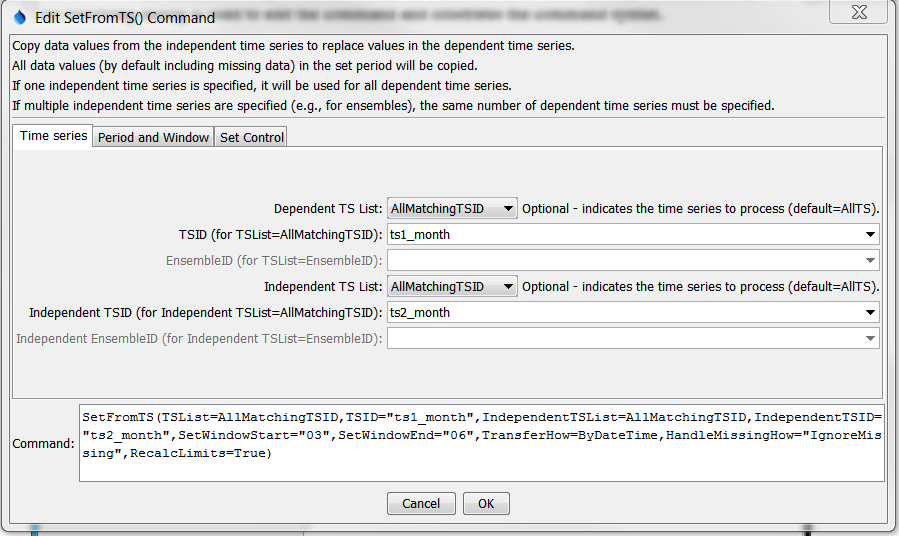 Edit SetFromTS() Command
Copy data values from the independent time series to replace values in the dependent time series.
All data values (by default including missing data) in the set period will be copied.
If one independent time series is specified, it will be used for all dependent time series.
If multiple independent time series are specified (e.g., for ensembles), the same number of dependent time series must be specified.
Time series Period and Window Set Control
Dependent TS List: AllMatchingTSID Optional - indicates the time series to process (default=AllTS).
TSID (for TSList=AllMatchingTSID): ts1_month
EnsembleID (for TSList=EnsembleID):
Independent TS List: AllMatchingTSID Optional - indicates the time series to process (default=AllTS).
Independent TSID (for Independent TSList=AllMatchingTSID): ts2_month
Independent EnsembleID (for Independent TSList=EnsembleID):
SetFromTS(TSList=AllMatchingTSID,TSID="ts1_month",IndependentTSList=AllMatchingTSID,IndependentTSID=
Command: "ts2_month",SetWindowStart="03",SetWindowEnd="06",TransferHow=ByDateTime,HandleMissingHow="IgnoreMis
sing",RecalcLimits=True)
Cancel OK